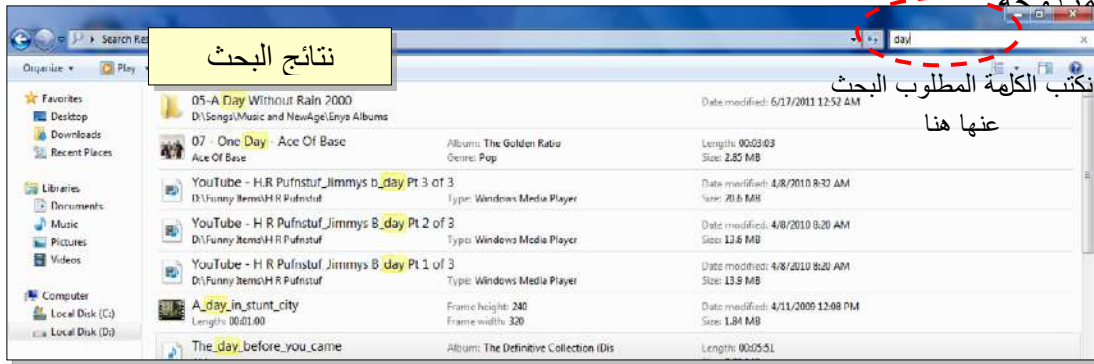 Search Re
day
نتائج البحث
نكتب الكلمة المطلوب البحث
عنها هنا
Organize
Play
Favorites
Desktop
Downloads
Recent Places
Libraries
Documents
Music
Pictures
Videos
Computer
Local Disk (C:)
Local Disk (D:)
05-A Day Without Rain 2000
D:\Songs\Music and NewAge\Enya Albums
Date modified: 6/17/2011 12:52 AM
07 - One Day - Ace Of Base
Ace Of Base
Album: The Golden Ratio
Genre: Pop
Length: 00:03:03
Size: 2.85 MB
YouTube - H.R Pufnstuf_Jimmys b_day Pt 3 of 3
D:\Funny Items\H R Pufnstuf
Type: Windows Media Player
Date modified: 4/8/2010 8:32 AM
Size: 20.6 MB
YouTube - H R Pufnstuf_Jimmys B_day Pt 2 of 3
D:\Funny Items\H R Pufnstuf
Type: Windows Media Player
Date modified: 4/8/2010 8:20 AM
Size: 13.6 MB
YouTube - H R Pufnstuf_Jimmys B_day Pt 1 of 3
D:\Funny Items\H R Pufnstuf
Type: Windows Media Player
Date modified: 4/8/2010 8:20 AM
Size: 13.9 MB
A_day_in_stunt_city
Length: 00:01:00
Frame height: 240
Frame width: 320
Date modified: 4/11/2009 12:08 PM
Size: 1.84 MB
The_day_before_you_came
Album: The Definitive Collection (Dis
Length: 00:05:51